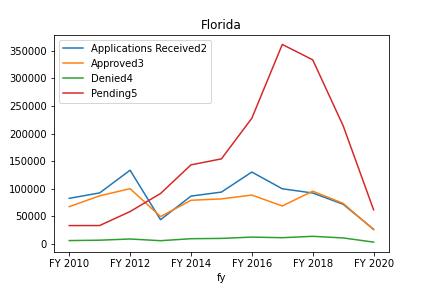 Florida
Applications Received2
Approved3
Denied4
Pending5
350000
300000
250000
200000
150000
100000
50000
0
FY 2010 FY 2012 FY 2014 FY 2016 FY 2018 FY 2020
fy